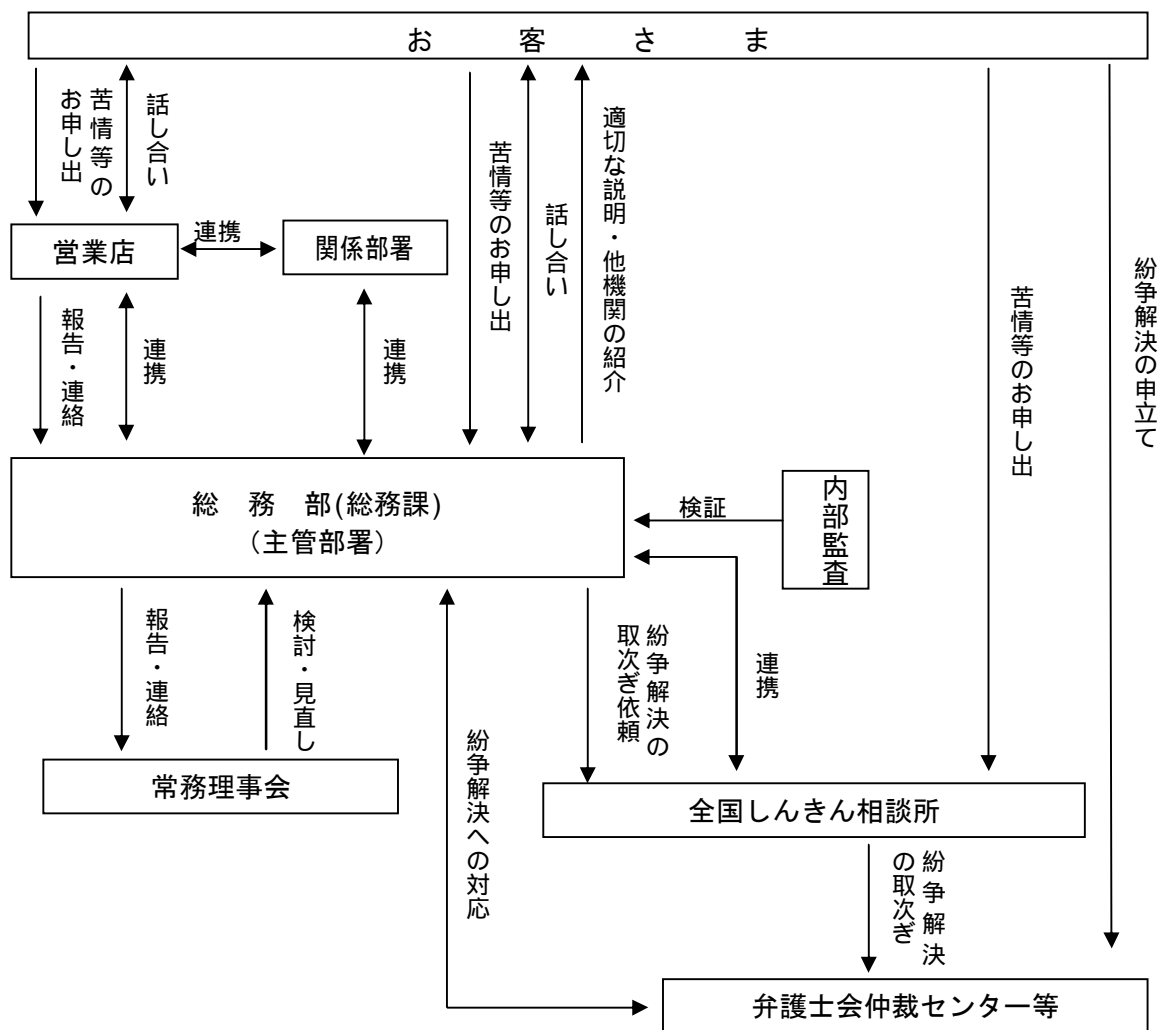 お客さま
苦情等の
お申し出
話し合い
苦情等のお申し出
話し合い
適切な説明・他機関の紹介
苦情等のお申し出
紛争解決の申立て
営業店
連携
関係部署
報告・連絡
連携
連携
総務部(総務課)
（主管部署）
検証
内部監査
報告・連絡
検討・見直し
紛争解決への対応
紛争解決の
取次ぎ依頼
連携
常務理事会
全国しんきん相談所
紛争解決
の取次ぎ
弁護士会仲裁センター等